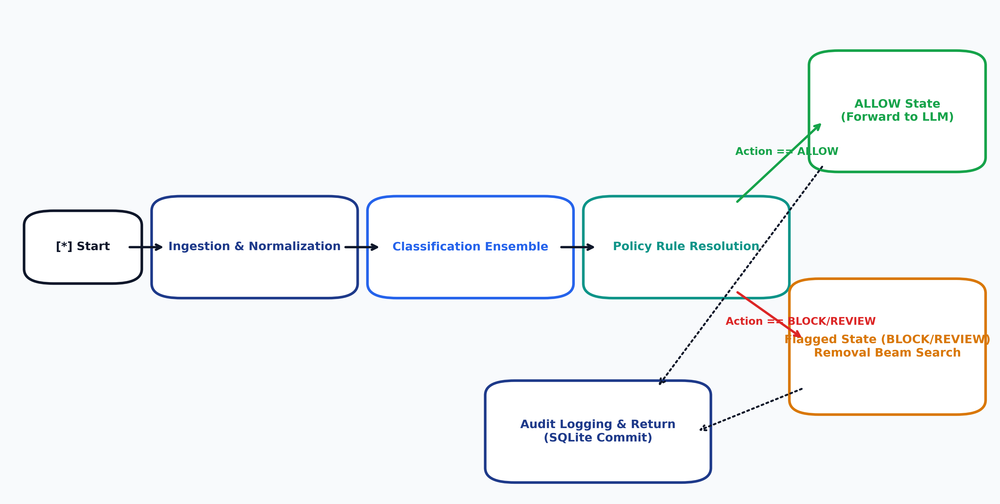 ALLOW State
(Forward to LLM)
Action == ALLOW
[*] Start
Ingestion & Normalization
Classification Ensemble
Policy Rule Resolution
Action == BLOCK/REVIEW
Flagged State (BLOCK/REVIEW)
Removal Beam Search
Audit Logging & Return
(SQLite Commit)